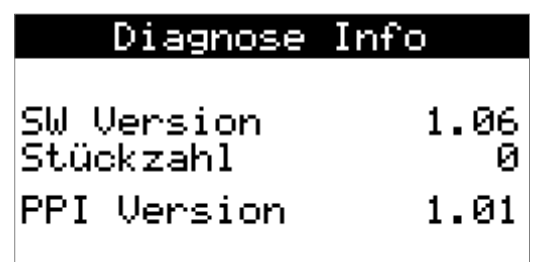 Diagnose Info
SW Version 1.06
Stückzahl 0
PPI Version 1.01